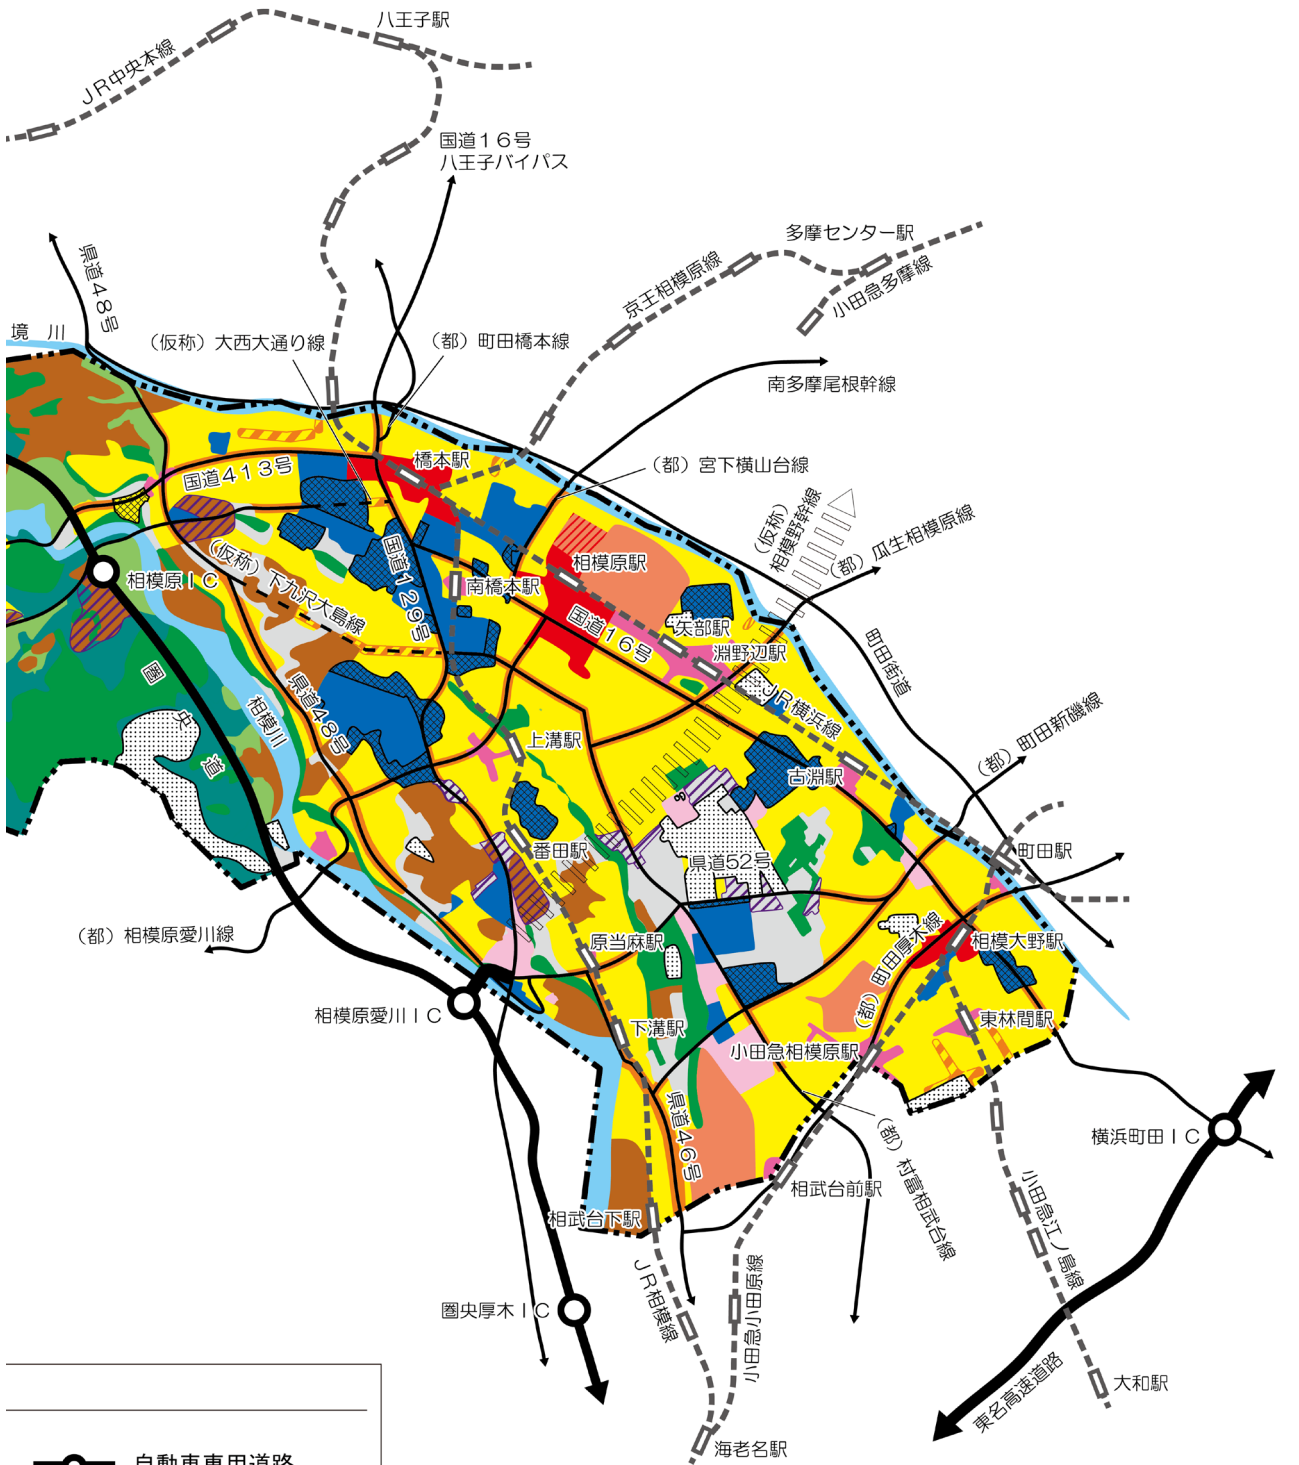 八王子駅
JR中央本線
国道16号
八王子バイパス
多摩センター駅
県道48号
京王相模原線
小田急多摩線
境 川
(仮称)大西大通り線
(都)町田橋本線
南多摩尾根幹線
橋本駅
国道413号
(都)宮下横山台線
(仮称)
相模野幹線
(都)瓜生相模原線
相模原IC
(仮称)下九沢大島線
国道129号
南橋本駅
相模原駅
国道16号
矢部駅
淵野辺駅
町田街道
圏央道
相模川
県道48号
JR横浜線
上溝駅
古淵駅
(都)町田新磯線
番田駅
県道52号
町田駅
(都)相模原愛川線
原当麻駅
(都)町田厚木線
相模大野駅
相模原愛川IC
下溝駅
東林間駅
小田急相模原駅
県道46号
(都)村富相武台線
横浜町田IC
相武台前駅
相武台下駅
小田急江ノ島線
JR相模線
小田急小田原線
圏央厚木IC
東名高速道路
大和駅
海老名駅
自動車専用道路